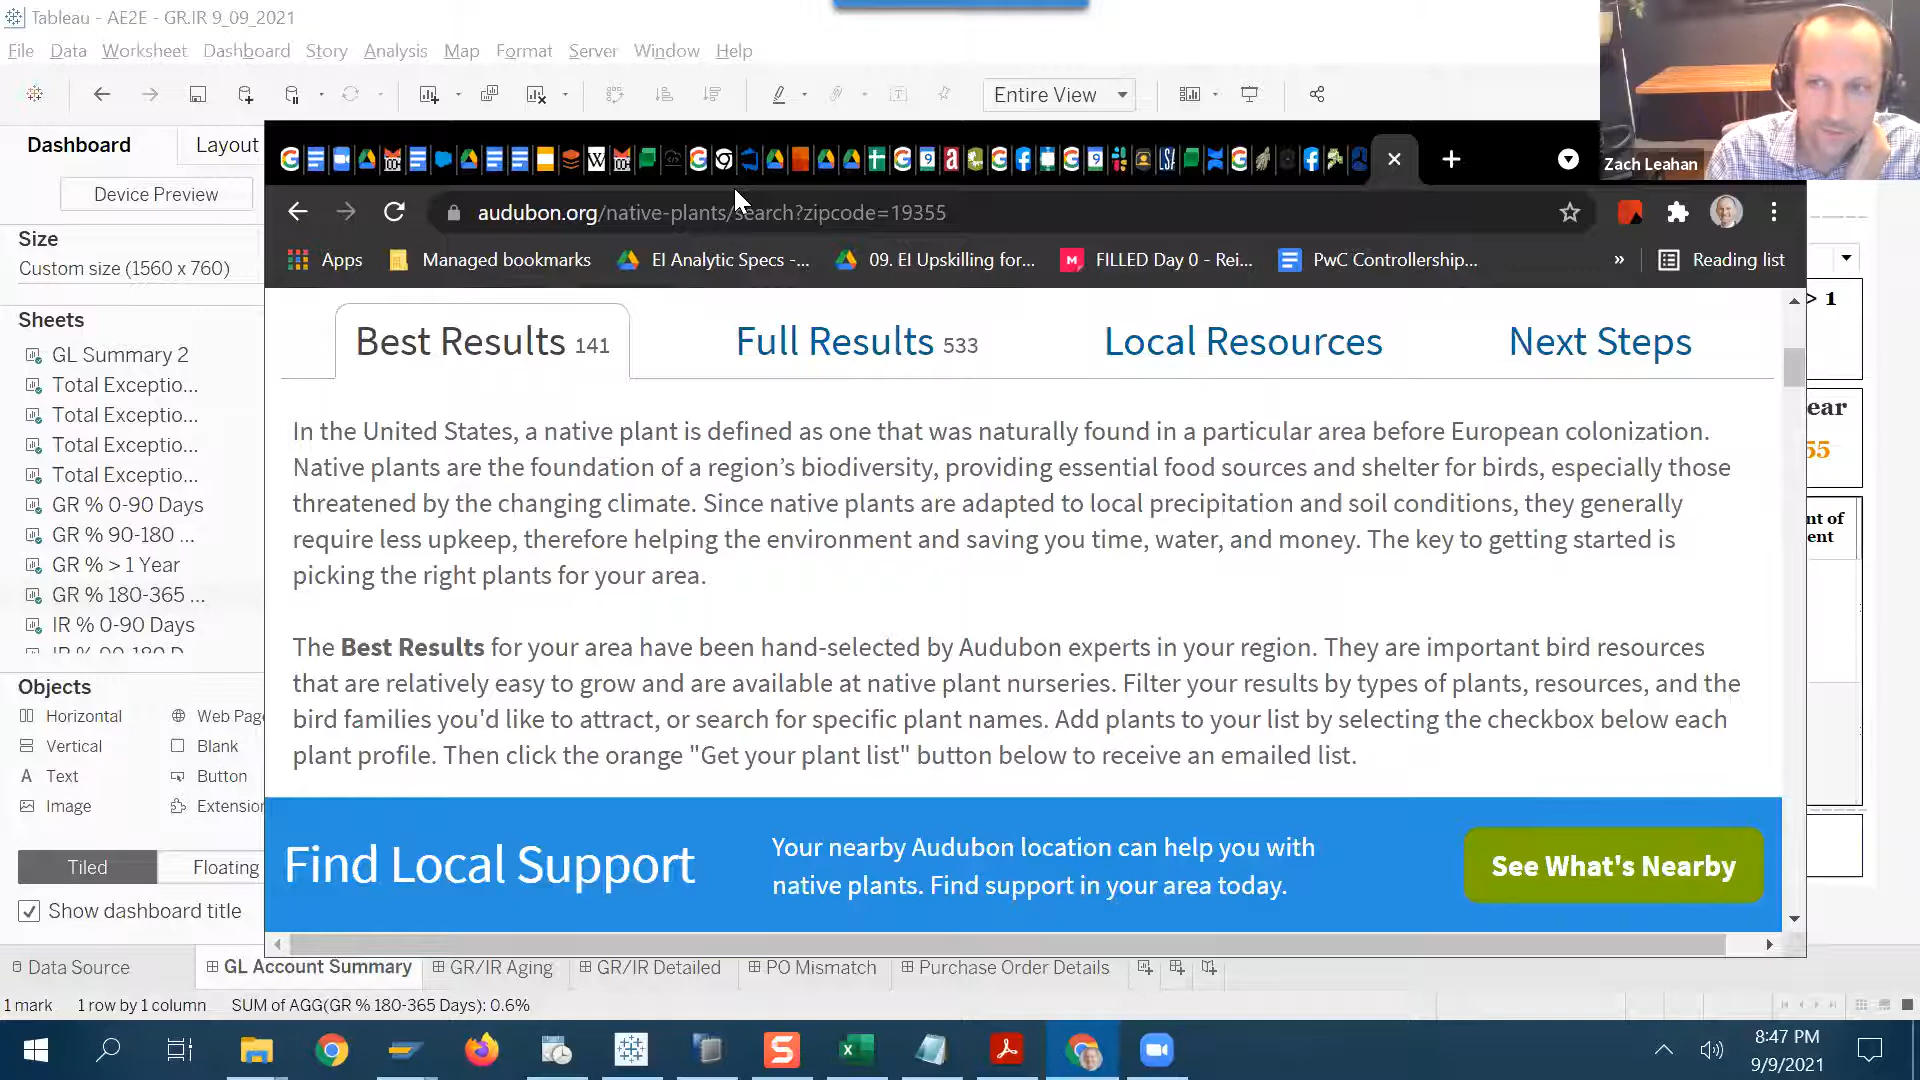 Tableau - AE2E - GR.IR 9_09_2021
File Data Worksheet Dashboard Story Analysis Map Format Server Window Help
Entire View
Zach Leahan
Dashboard Layout
Device Preview
Size
Custom size (1560 x 760)
Sheets
GL Summary 2
Total Exceptio...
Total Exceptio...
Total Exceptio...
Total Exceptio...
GR % 0-90 Days
GR % 90-180 ...
GR % > 1 Year
GR % 180-365 ...
IR % 0-90 Days
Objects
Horizontal Web Pag
Vertical Blank
Text Button
Image Extension
Tiled Floating
Show dashboard title
audubon.org/native-plants/search?zipcode=19355
Apps Managed bookmarks EI Analytic Specs -... 09. EI Upskilling for... FILLED Day 0 - Rei... PwC Controllership... » Reading list
Best Results 141 Full Results 533 Local Resources Next Steps
In the United States, a native plant is defined as one that was naturally found in a particular area before European colonization.
Native plants are the foundation of a region's biodiversity, providing essential food sources and shelter for birds, especially those
threatened by the changing climate. Since native plants are adapted to local precipitation and soil conditions, they generally
require less upkeep, therefore helping the environment and saving you time, water, and money. The key to getting started is
picking the right plants for your area.
The Best Results for your area have been hand-selected by Audubon experts in your region. They are important bird resources
that are relatively easy to grow and are available at native plant nurseries. Filter your results by types of plants, resources, and the
bird families you'd like to attract, or search for specific plant names. Add plants to your list by selecting the checkbox below each
plant profile. Then click the orange "Get your plant list" button below to receive an emailed list.
Find Local Support
Your nearby Audubon location can help you with
native plants. Find support in your area today.
See What's Nearby
> 1
ear
55
nt of
ent
Data Source GL Account Summary GR/IR Aging GR/IR Detailed PO Mismatch Purchase Order Details
1 mark 1 row by 1 column SUM of AGG(GR % 180-365 Days): 0.6%
8:47 PM
9/9/2021